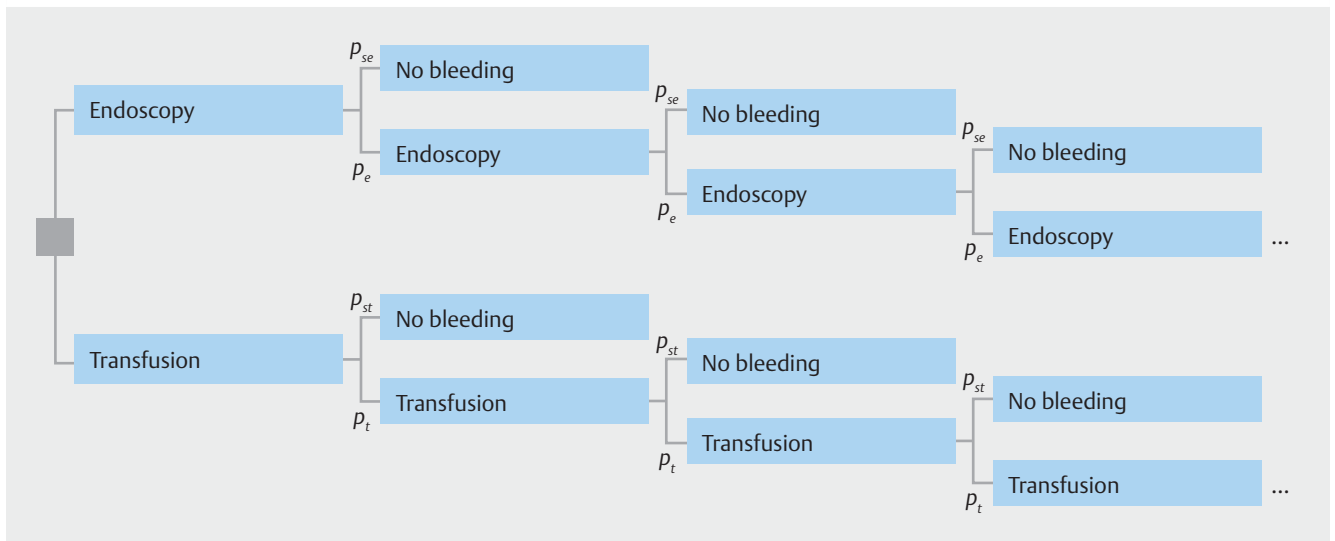 p_se
No bleeding
Endoscopy
p_se
No bleeding
p_e
Endoscopy
p_se
No bleeding
p_e
Endoscopy
p_e
Endoscopy
...
p_st
No bleeding
Transfusion
p_st
No bleeding
p_t
Transfusion
p_st
No bleeding
p_t
Transfusion
p_t
Transfusion
...